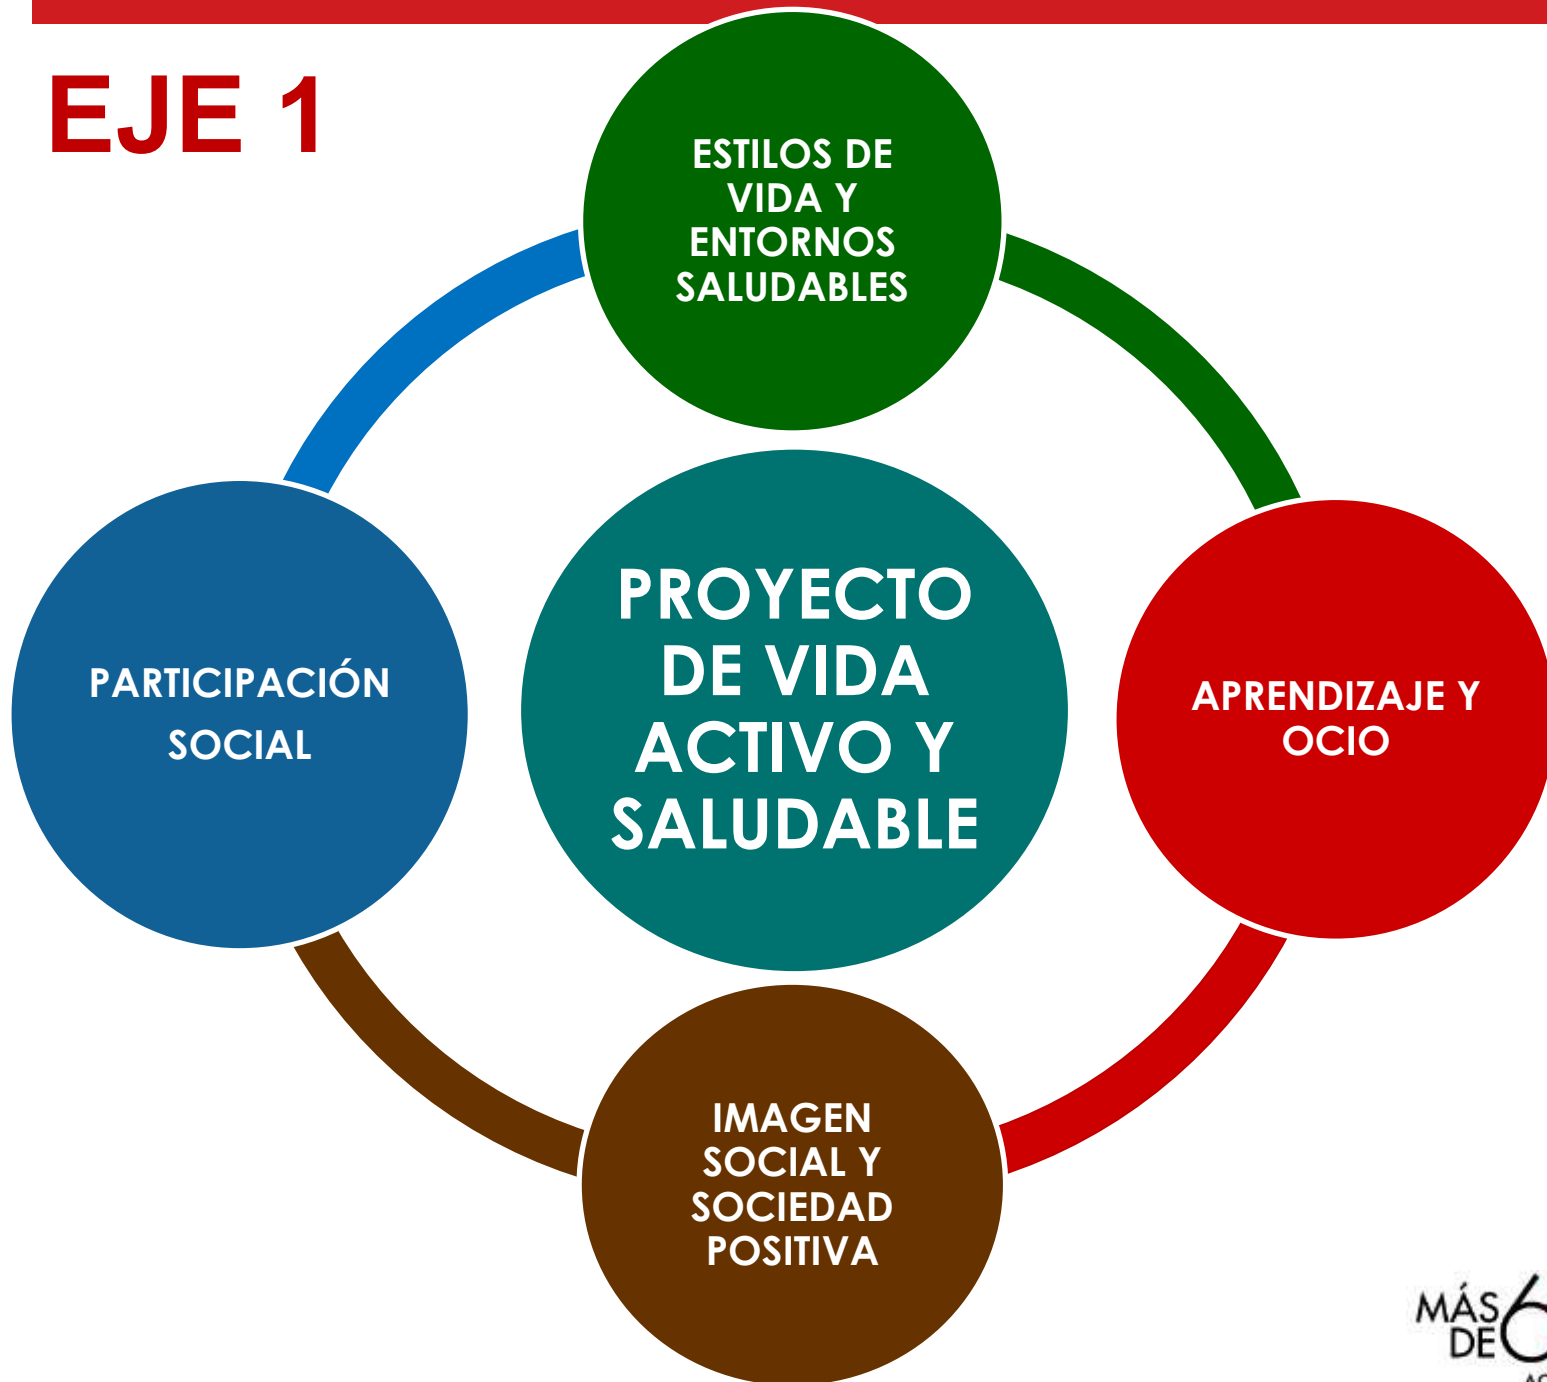 EJE 1
ESTILOS DE
VIDA Y
ENTORNOS
SALUDABLES
PROYECTO
DE VIDA
ACTIVO Y
SALUDABLE
PARTICIPACIÓN
SOCIAL
APRENDIZAJE Y
OCIO
IMAGEN
SOCIAL Y
SOCIEDAD
POSITIVA
MÁS
DE